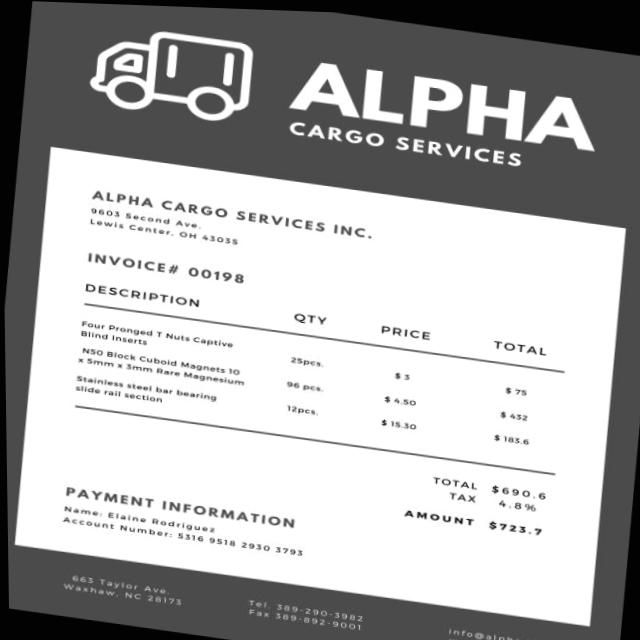 ALPHA
CARGO SERVICES
ALPHA CARGO SERVICES INC.
9603 Second Ave.
Lewis Center, OH 43035
INVOICE# 00198
DESCRIPTION QTY PRICE TOTAL
Four Pronged T Nuts Captive
Blind Inserts 25pcs. $ 3 $ 75
N50 Block Cuboid Magnets 10
x 5mm x 3mm Rare Magnesium 96 pcs. $ 4.50 $ 432
Stainless steel bar bearing
slide rail section 12pcs. $ 15.30 $ 183.6
TOTAL $690.6
TAX 4.8%
AMOUNT $723.7
PAYMENT INFORMATION
Name: Elaine Rodriguez
Account Number: 5316 9518 2930 3793
663 Taylor Ave.
Waxhaw, NC 28173
Tel. 389-290-3982
Fax 389-892-9001